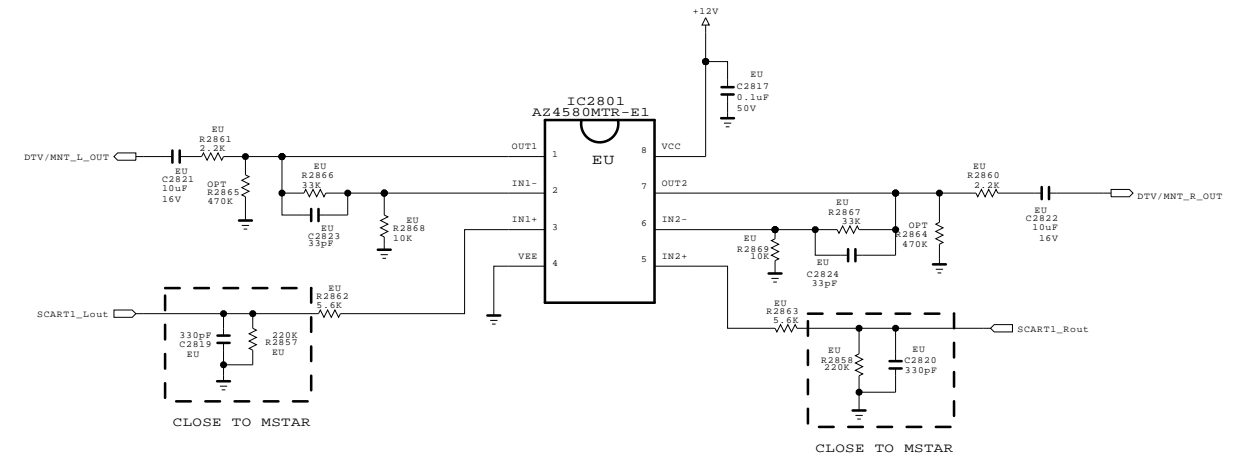 +12V
EU
C2817
0.1uF
50V
IC2801
AZ4580MTR-E1
EU
OUT1
1
IN1-
2
IN1+
3
VEE
4
VCC
8
OUT2
7
IN2-
6
IN2+
5
DTV/MNT_L_OUT
EU
C2821
10uF
16V
EU
R2861
2.2K
OPT
R2865
470K
EU
R2866
33K
EU
C2823
33pF
EU
R2868
10K
SCART1_Lout
330pF
C2819
EU
220K
R2857
EU
EU
R2862
5.6K
CLOSE TO MSTAR
EU
R2860
2.2K
DTV/MNT_R_OUT
EU
C2822
10uF
16V
EU
R2867
33K
OPT
R2864
470K
EU
R2869
10K
EU
C2824
33pF
EU
R2863
5.6K
SCART1_Rout
EU
R2858
220K
EU
C2820
330pF
CLOSE TO MSTAR